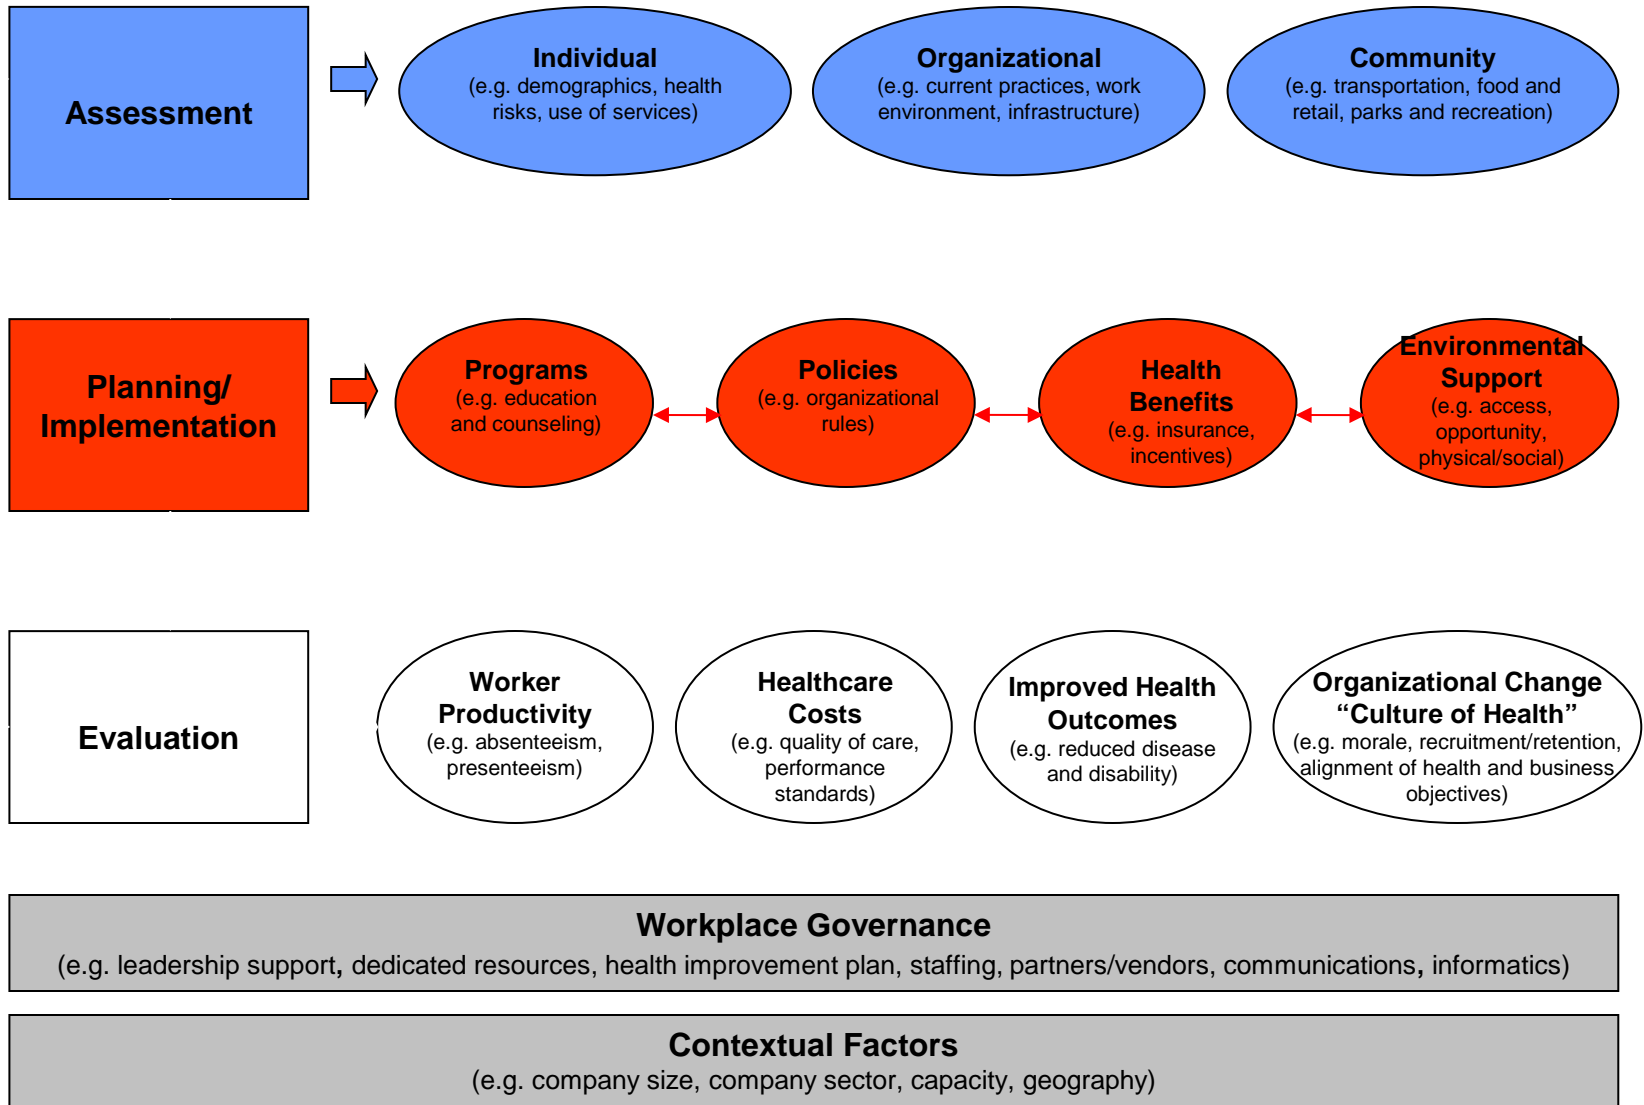 Assessment
Individual
(e.g. demographics, health
risks, use of services)
Organizational
(e.g. current practices, work
environment, infrastructure)
Community
(e.g. transportation, food and
retail, parks and recreation)
Planning/
Implementation
Programs
(e.g. education
and counseling)
Policies
(e.g. organizational
rules)
Health
Benefits
(e.g. insurance,
incentives)
Environmental
Support
(e.g. access,
opportunity,
physical/social)
Evaluation
Worker
Productivity
(e.g. absenteeism,
presenteeism)
Healthcare
Costs
(e.g. quality of care,
performance
standards)
Improved Health
Outcomes
(e.g. reduced disease
and disability)
Organizational Change
“Culture of Health”
(e.g. morale, recruitment/retention,
alignment of health and business
objectives)
Workplace Governance
(e.g. leadership support, dedicated resources, health improvement plan, staffing, partners/vendors, communications, informatics)
Contextual Factors
(e.g. company size, company sector, capacity, geography)